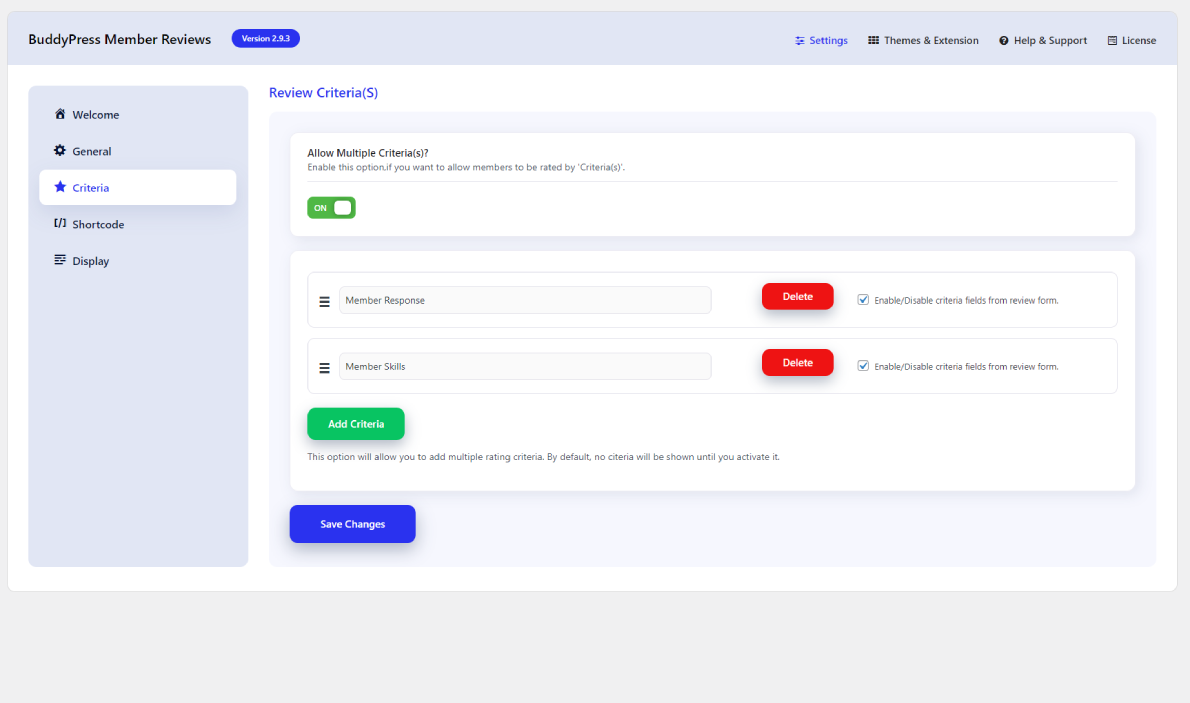 BuddyPress Member Reviews
Version 2.9.3
Settings
Themes & Extension
Help & Support
License
Welcome
General
Criteria
[/] Shortcode
Display
Review Criteria(S)
Allow Multiple Criteria(s)?
Enable this option,if you want to allow members to be rated by 'Criteria(s)'.
ON
Member Response
Delete
Enable/Disable criteria fields from review form.
Member Skills
Delete
Enable/Disable criteria fields from review form.
Add Criteria
This option will allow you to add multiple rating criteria. By default, no citeria will be shown until you activate it.
Save Changes